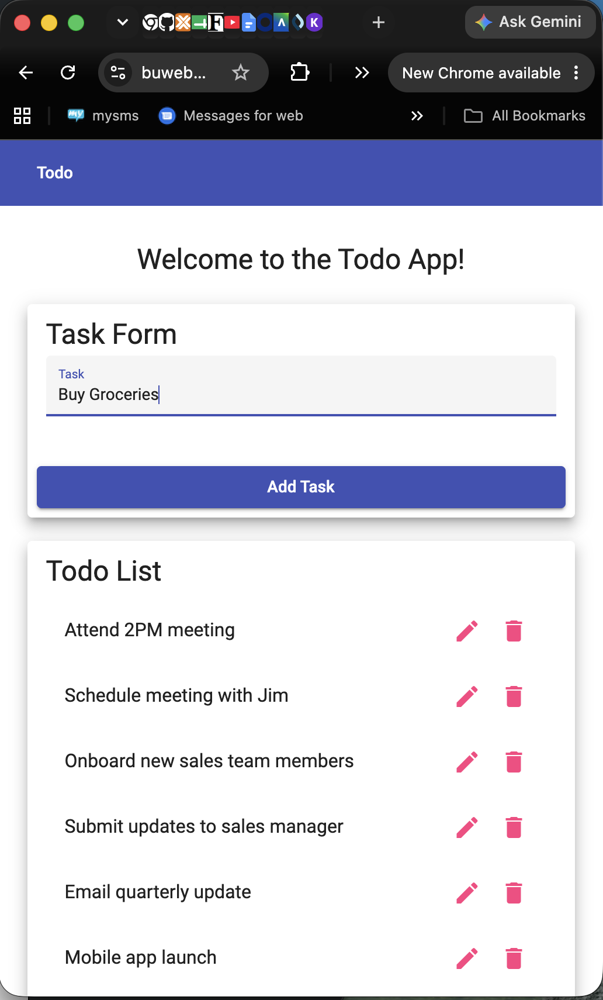 Ask Gemini
buweb...
New Chrome available
mysms
Messages for web
All Bookmarks
Todo
Welcome to the Todo App!
Task Form
Task
Buy Groceries
Add Task
Todo List
Attend 2PM meeting
Schedule meeting with Jim
Onboard new sales team members
Submit updates to sales manager
Email quarterly update
Mobile app launch